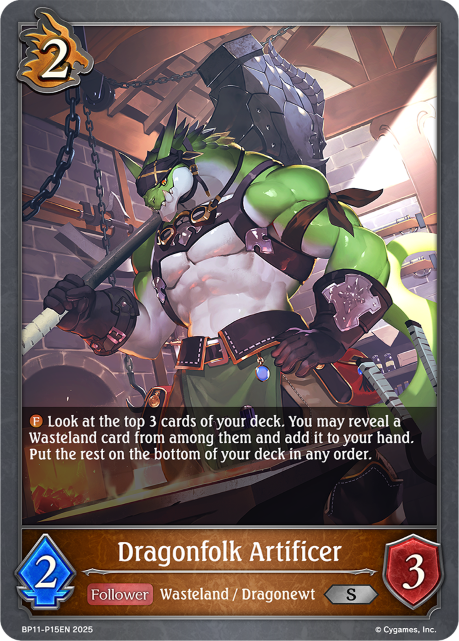 2
F Look at the top 3 cards of your deck. You may reveal a
Wasteland card from among them and add it to your hand.
Put the rest on the bottom of your deck in any order.
Dragonfolk Artificer
2
Follower Wasteland / Dragonewt S
3
BP11-P15EN 2025 © Cygames, Inc.